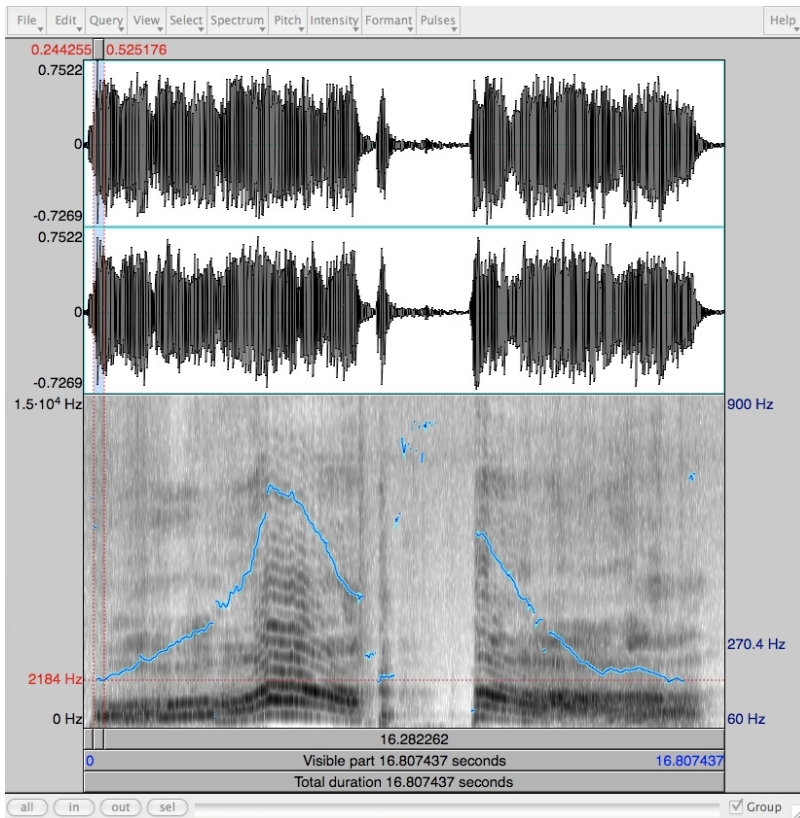 File Edit Query View Select Spectrum Pitch Intensity Formant Pulses Help
0.244255 0.525176
0.7522
0
-0.7269
0.7522
0
-0.7269
1.5·10⁴ Hz 900 Hz
270.4 Hz
2184 Hz
0 Hz 60 Hz
16.282262
0 Visible part 16.807437 seconds 16.807437
Total duration 16.807437 seconds
all in out sel Group